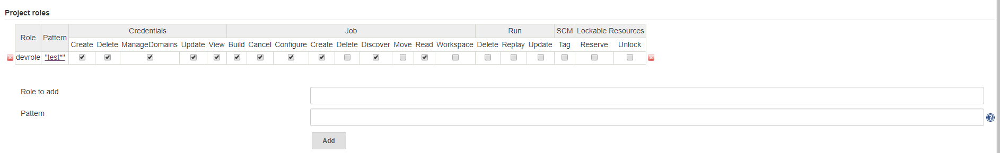 Project roles
Role Pattern Credentials Job Run SCM Lockable Resources
Create Delete ManageDomains Update View Build Cancel Configure Create Delete Discover Move Read Workspace Delete Replay Update Tag Reserve Unlock
devrole "test*"
Role to add
Pattern
Add